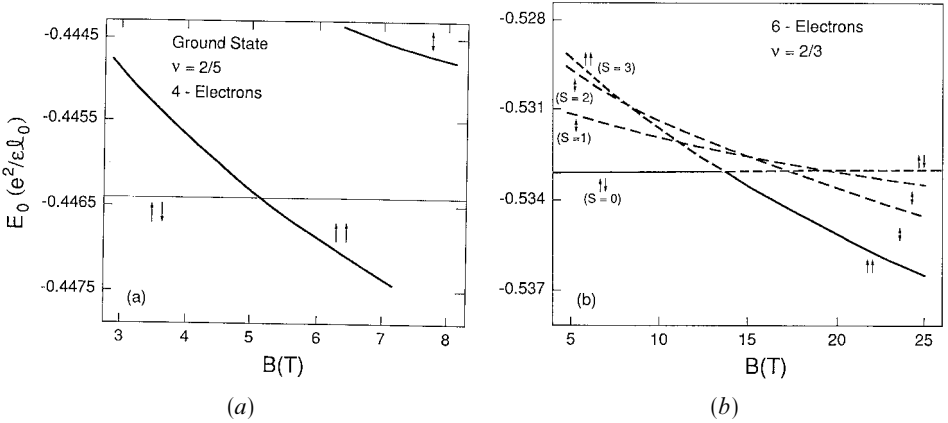 E₀ (e²/εℓ₀)
-0.4445
-0.4455
-0.4465
-0.4475
Ground State
ν = 2/5
4 - Electrons
(a)
3 4 5 6 7 8
B(T)
(a)
-0.528
-0.531
-0.534
-0.537
6 - Electrons
ν = 2/3
(S = 3)
(S = 2)
(S = 1)
(S = 0)
(b)
5 10 15 20 25
B(T)
(b)